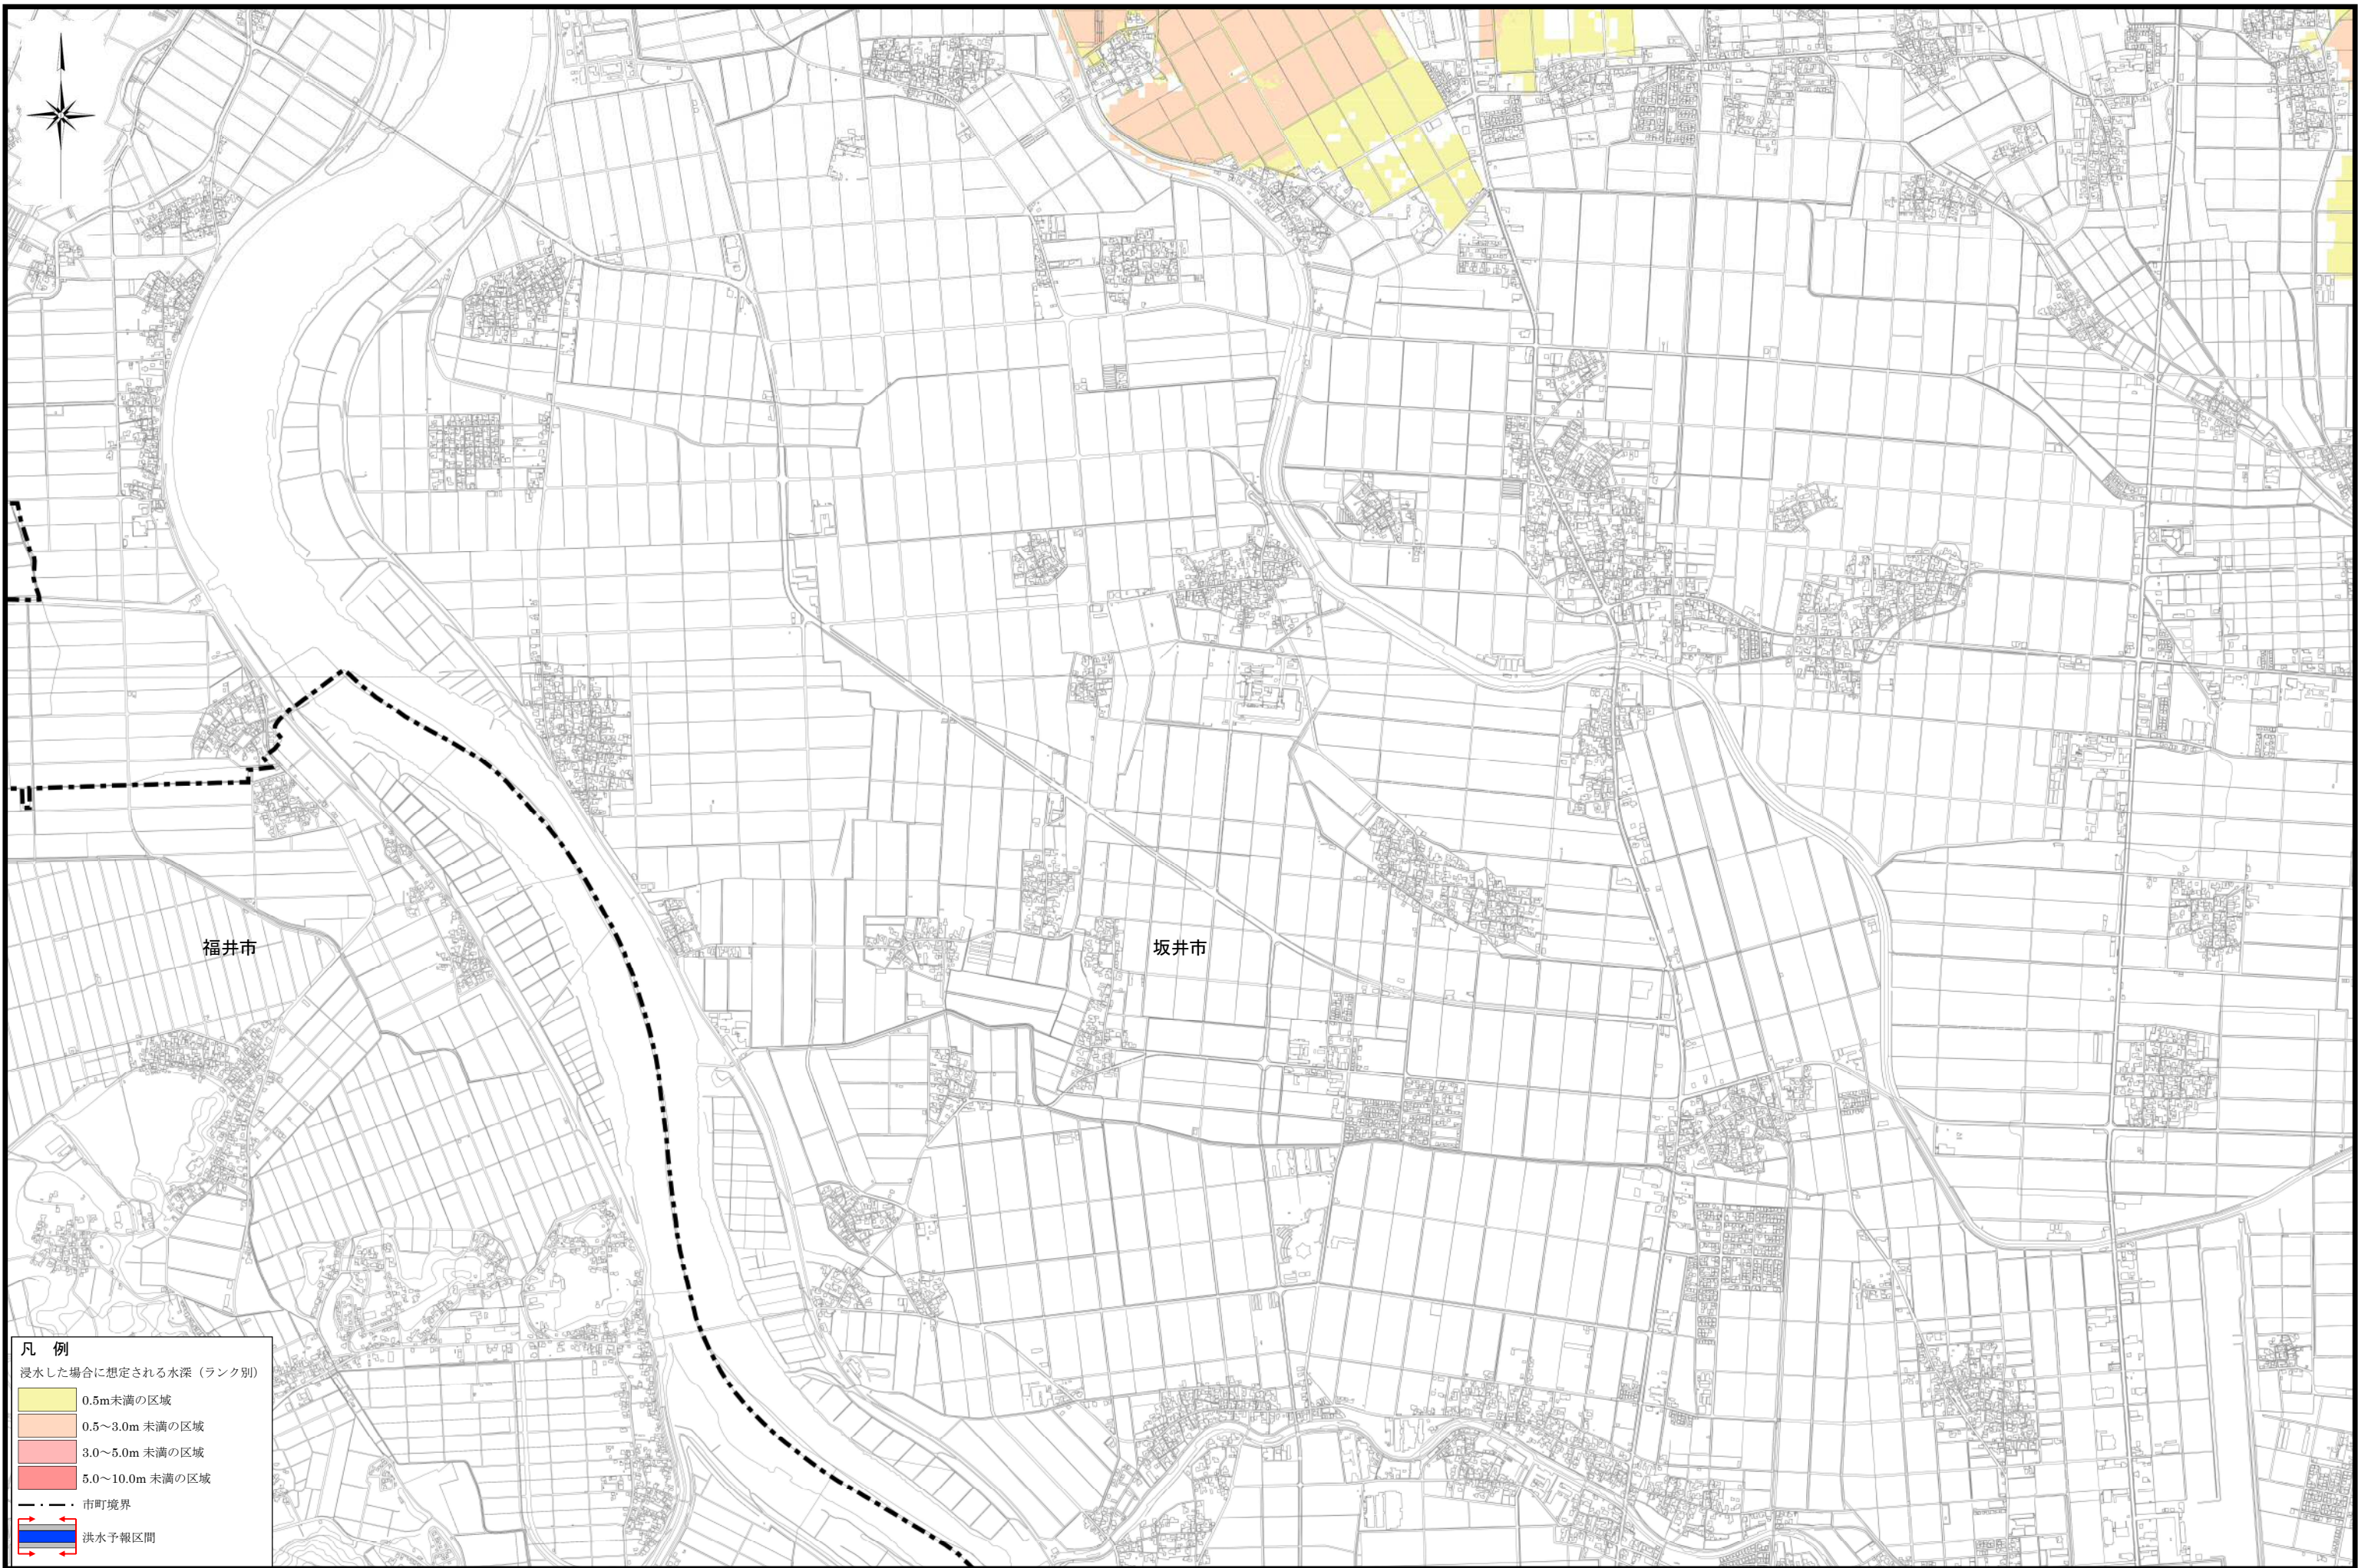 福井市
坂井市
凡 例
浸水した場合に想定される水深（ランク別）
0.5m未満の区域
0.5～3.0m 未満の区域
3.0～5.0m 未満の区域
5.0～10.0m 未満の区域
市町境界
洪水予報区間